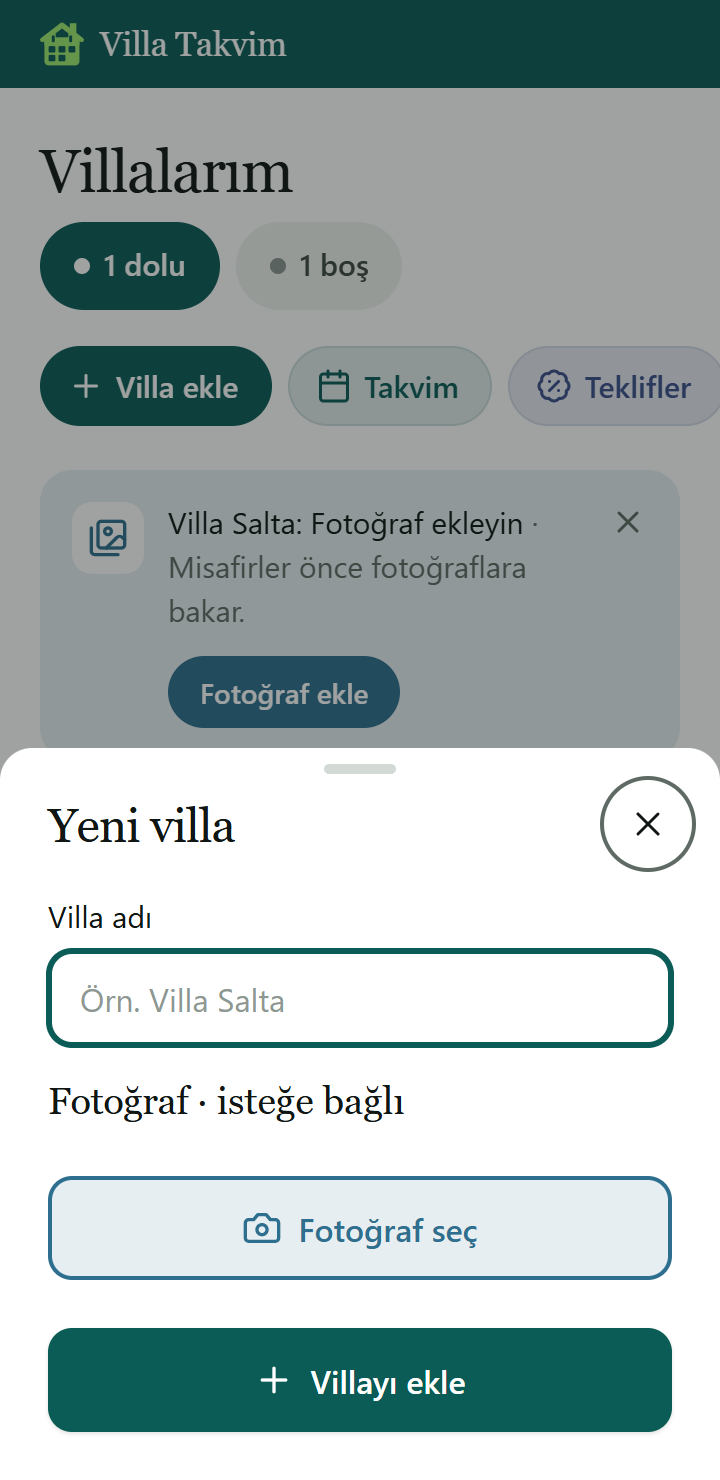 Villa Takvim
Villalarım
1 dolu
1 boş
Villa ekle
Takvim
Teklifler
Villa Salta: Fotoğraf ekleyin ·
Misafirler önce fotoğraflara
bakar.
Fotoğraf ekle
Yeni villa
Villa adı
Örn. Villa Salta
Fotoğraf · isteğe bağlı
Fotoğraf seç
Villayı ekle